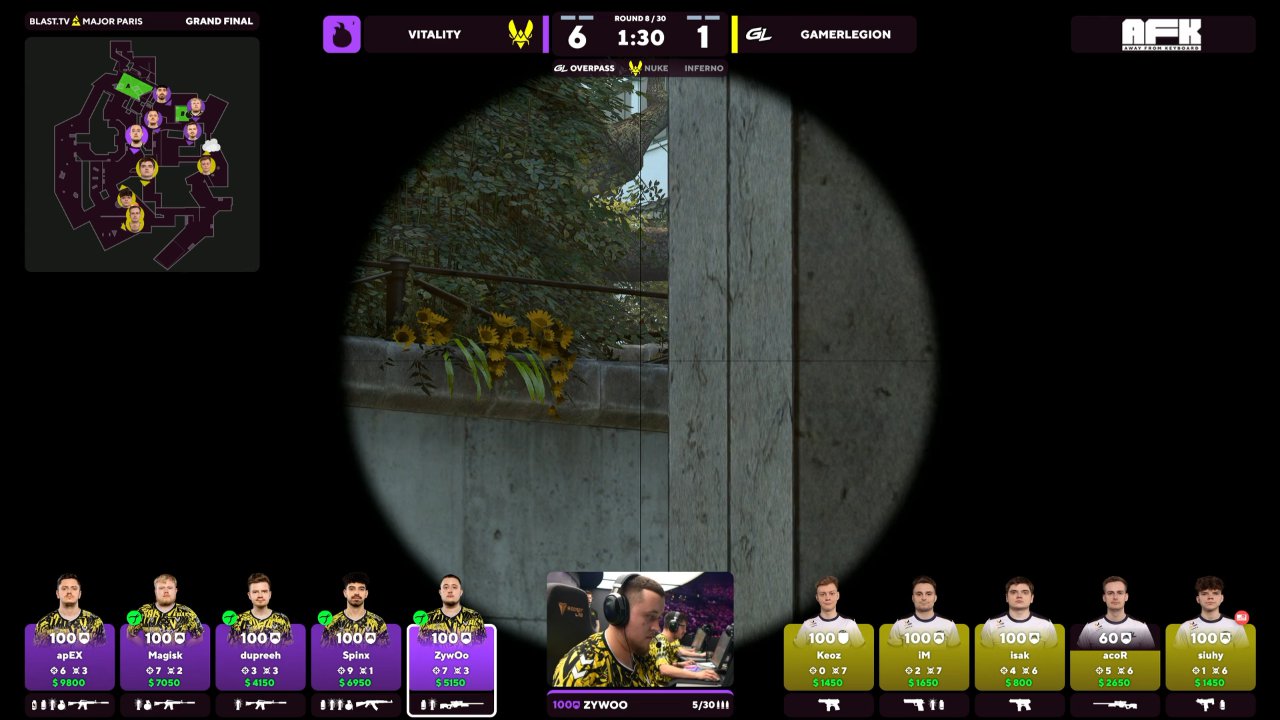 BLAST.TV MAJOR PARIS GRAND FINAL
VITALITY 6 ROUND 8 / 30 1:30 1 GL GAMERLEGION
AFK
AWAY FROM KEYBOARD
GL OVERPASS NUKE INFERNO
A
100 100 100 100 100 100 100 100 60 100
apEX Magisk dupreeh Spinx ZywOo Keoz iM isak acoR siuhy
6 3 7 2 3 3 9 1 7 3 0 7 2 7 4 6 5 6 1 6
$9800 $7050 $4150 $6950 $5150 $1450 $1650 $800 $2650 $1450
100 ZYWOO 5/30